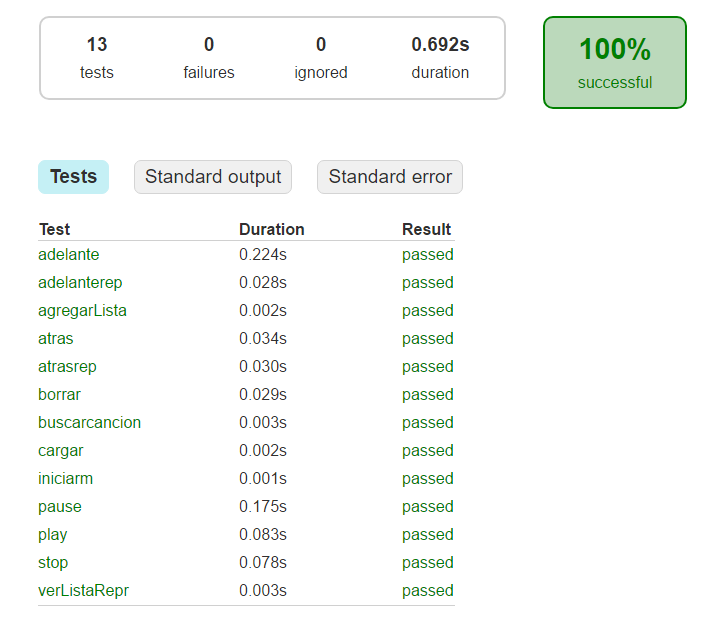 13 0 0 0.692s
tests failures ignored duration
100%
successful
Tests Standard output Standard error
Test Duration Result
adelante 0.224s passed
adelanterep 0.028s passed
agregarLista 0.002s passed
atras 0.034s passed
atrasrep 0.030s passed
borrar 0.029s passed
buscarcancion 0.003s passed
cargar 0.002s passed
iniciarm 0.001s passed
pause 0.175s passed
play 0.083s passed
stop 0.078s passed
verListaRepr 0.003s passed